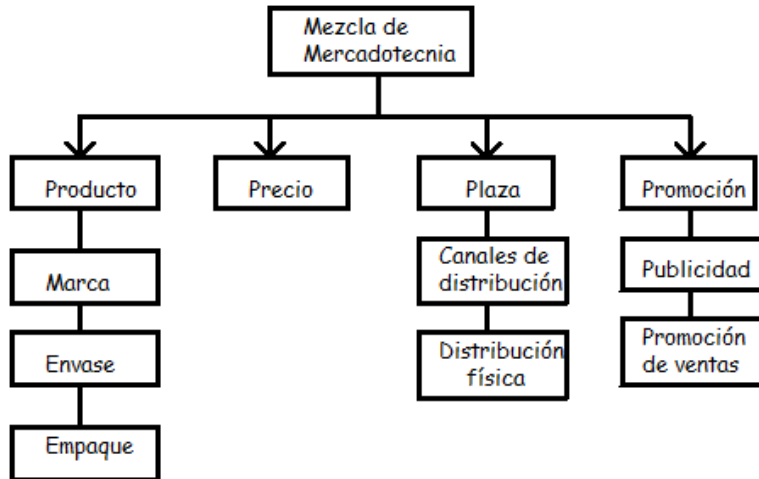 Mezcla de
Mercadotecnia
Producto
Precio
Plaza
Promoción
Marca
Canales de
distribución
Publicidad
Envase
Distribución
física
Promoción
de ventas
Empaque